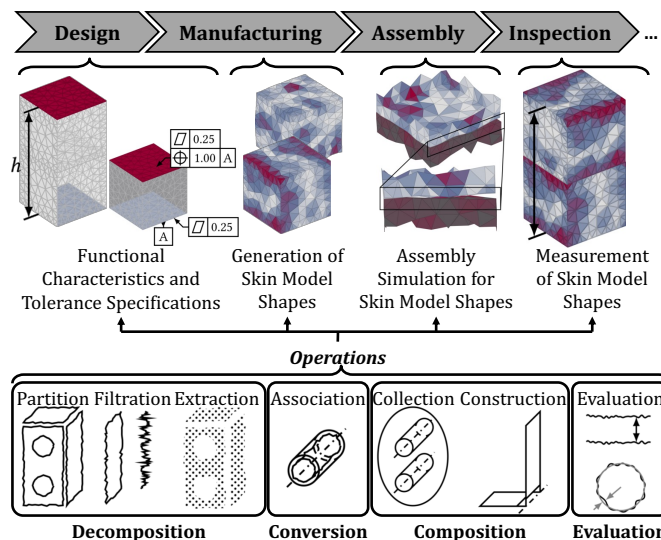 Design Manufacturing Assembly Inspection ...
h
0.25
1.00 A
0.25
A
Functional
Characteristics and
Tolerance Specifications
Generation of
Skin Model
Shapes
Assembly
Simulation for
Skin Model Shapes
Measurement
of Skin Model
Shapes
Operations
Partition Filtration Extraction Association Collection Construction Evaluation
Decomposition Conversion Composition Evaluation